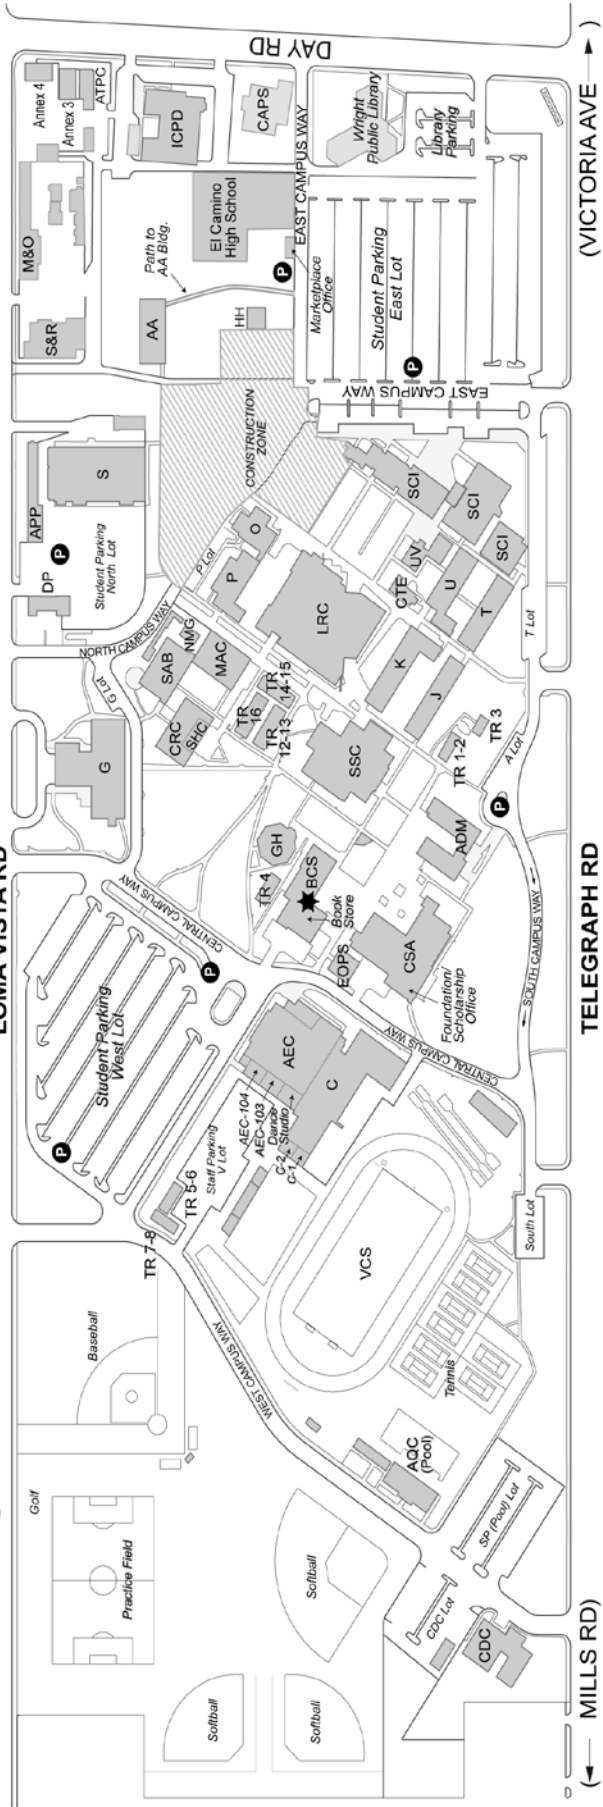 DAY RD
Annex 4
Annex 3
ATPC
ICPD
CAPS
Wright
Public Library
Library
Parking
(VICTORIA AVE → )
M&O
Path to
AA Bldg.
El Camino
High School
EAST CAMPUS WAY
S&R
AA
HH
P
Marketplace
Office
Student Parking
East Lot
P
EAST CAMPUS WAY
CONSTRUCTION
ZONE
APP
S
P
Student Parking
North Lot
DP
P Lot
O
P
SCI
SCI
SCI
UV
CTE
U
T
T Lot
NORTH CAMPUS WAY
G Lot
NMG
SAB
MAC
LRC
K
J
CRC
SHC
TR
16
TR
14-15
TR
12-13
SSC
TR 3
TR 1-2
A Lot
P
G
GH
TR 4
BCS
Book
Store
ADM
EOPS
CSA
Foundation/
Scholarship
Office
SOUTH CAMPUS WAY
TELEGRAPH RD
LOMA VISTA RD
CENTRAL CAMPUS WAY
P
Student Parking
West Lot
P
CENTRAL CAMPUS WAY
AEC
C
AEC-104
AEC-103
Dance
Studio
C-2
C-1
Staff Parking
V Lot
TR 5-6
TR 7-8
VCS
South Lot
WEST CAMPUS WAY
Baseball
Tennis
AQC
(Pool)
Golf
Practice Field
Softball
SP (Pool) Lot
CDC Lot
CDC
Softball
Softball
(← MILLS RD)